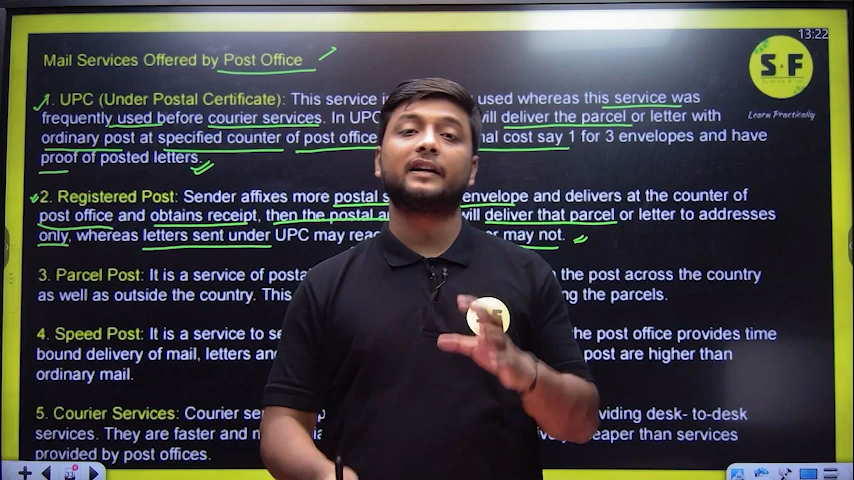 13:22
S F
Learn Practically
Mail Services Offered by Post Office
1. UPC (Under Postal Certificate): This service i used whereas this service was
frequently used before courier services. In UPC will deliver the parcel or letter with
ordinary post at specified counter of post office nal cost say 1 for 3 envelopes and have
proof of posted letters.
2. Registered Post: Sender affixes more postal s envelope and delivers at the counter of
post office and obtains receipt, then the postal a will deliver that parcel or letter to addresses
only, whereas letters sent under UPC may reac or may not.
3. Parcel Post: It is a service of posta the post across the country
as well as outside the country. This ng the parcels.
4. Speed Post: It is a service to se the post office provides time
bound delivery of mail, letters and post are higher than
ordinary mail.
5. Courier Services: Courier ser p viding desk- to-desk
services. They are faster and m vely cheaper than services
provided by post offices.